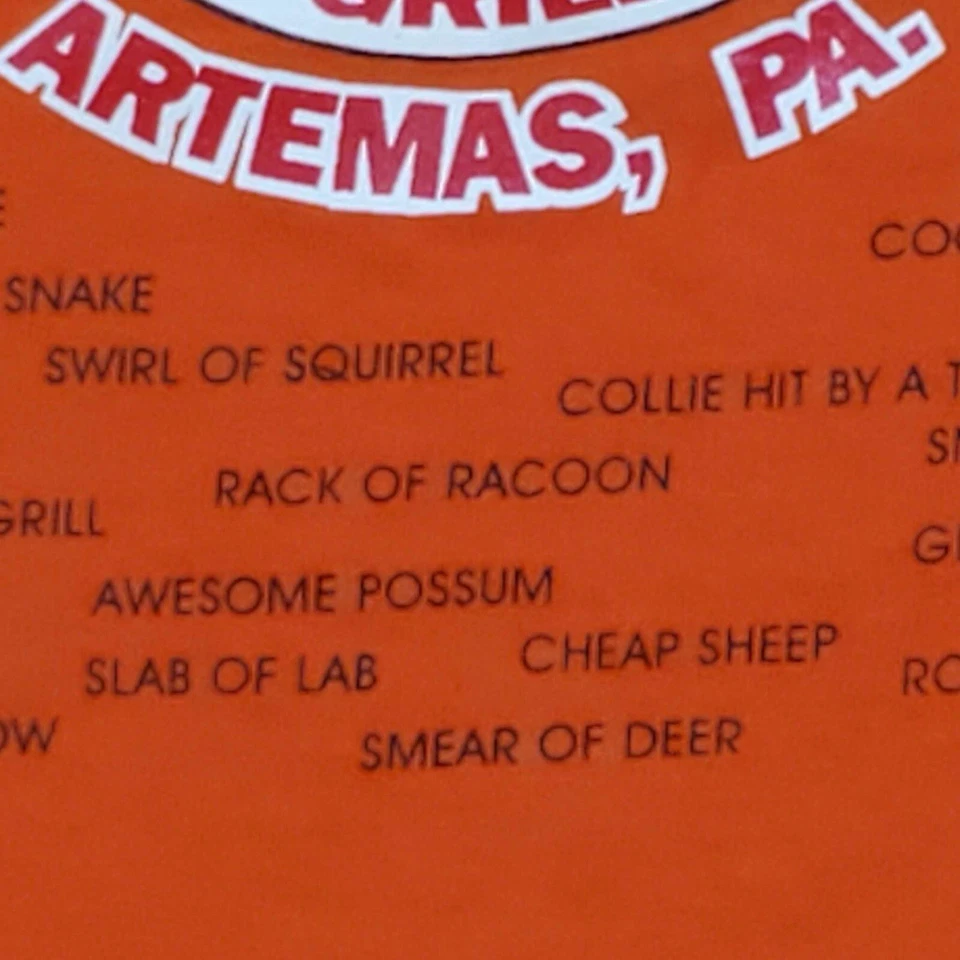 GRILL
ARTEMAS, PA.
SNAKE
SWIRL OF SQUIRREL
COLLIE HIT BY A
RACK OF RACOON
GRILL
AWESOME POSSUM
CHEAP SHEEP
SLAB OF LAB
SMEAR OF DEER